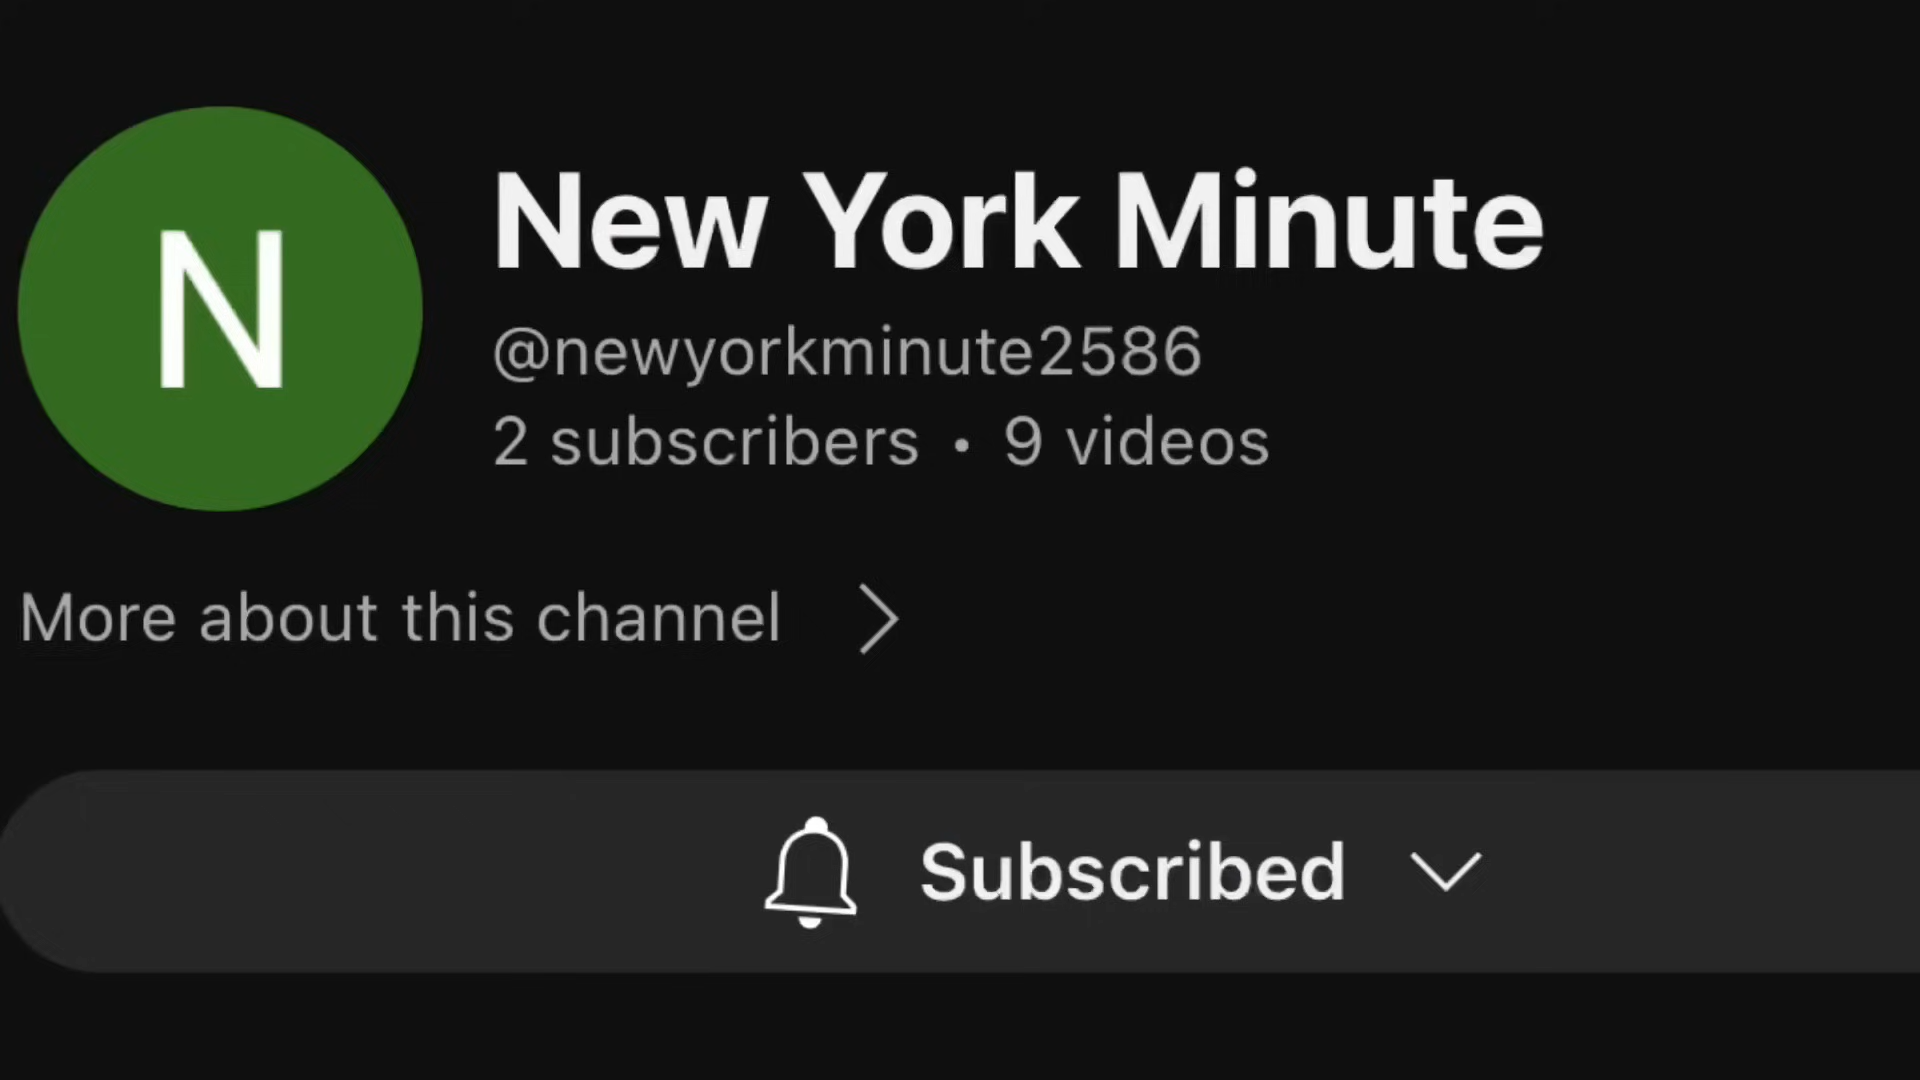 N
New York Minute
@newyorkminute2586
2 subscribers • 9 videos
More about this channel
Subscribed